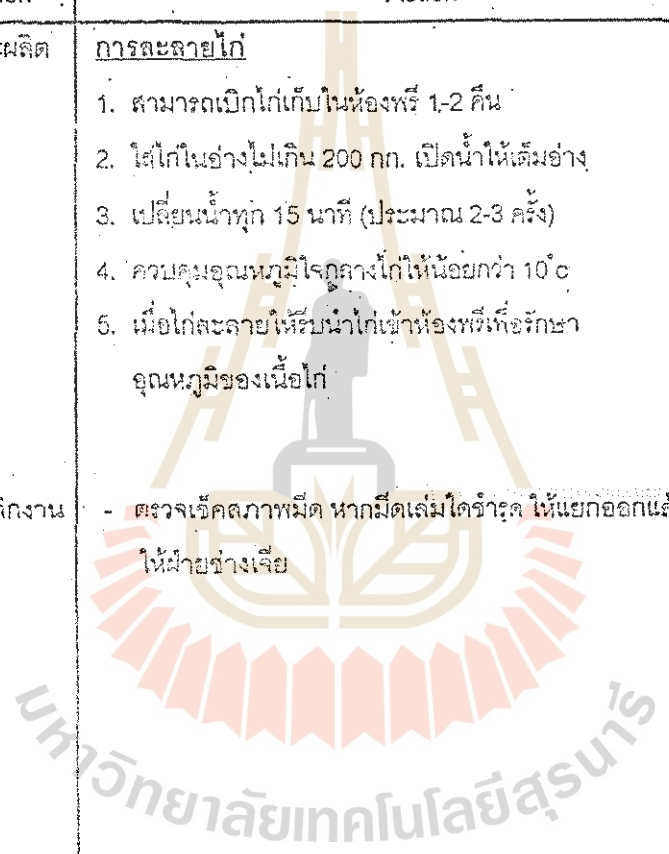 ผลิต
การละลายไก่
1. สามารถเบิกไก่เก็บในห้องพรี 1-2 คืน
2. ใส่ไก่ในอ่างไม่เกิน 200 กก. เปิดน้ำให้เต็มอ่าง
3. เปลี่ยนน้ำทุก 15 นาที (ประมาณ 2-3 ครั้ง)
4. ควบคุมอุณหภูมิใจกลางไก่ให้น้อยกว่า 10°c
5. เมื่อไก่ละลายให้รีบนำไก่เข้าห้องพรีเพื่อรักษา
อุณหภูมิของเนื้อไก่
งาน - ตรวจเช็คสภาพมีด หากมีดเล่มใดชำรุด ให้แยกออก
ให้ฝ่ายช่างเจีย
มหาวิทยาลัยเทคโนโลยีสุรนารี